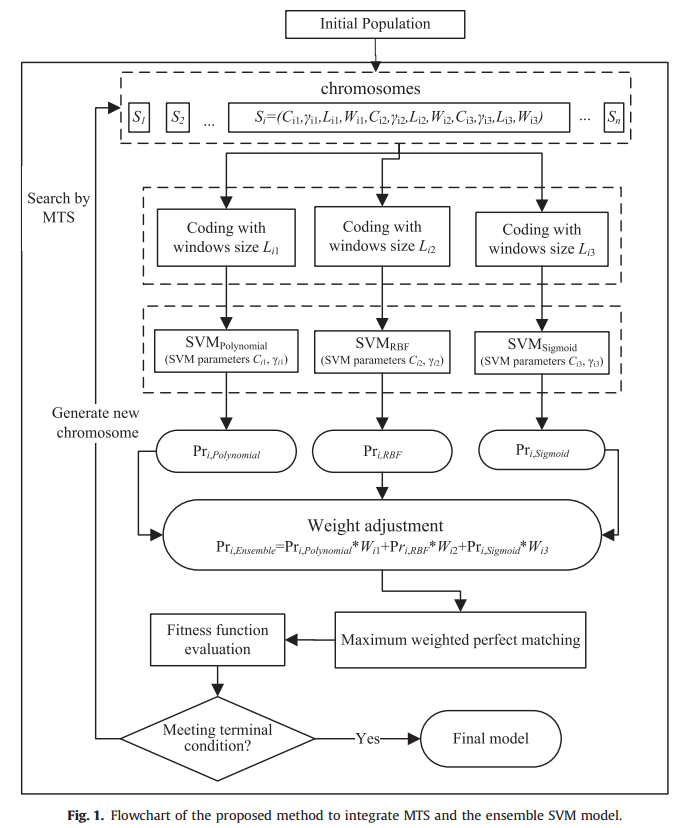 Initial Population
chromosomes
S1
S2
...
Si=(Ci1,γi1,Li1,Wi1,Ci2,γi2,Li2,Wi2,Ci3,γi3,Li3,Wi3)
...
Sn
Search by
MTS
Coding with
windows size Li1
Coding with
windows size Li2
Coding with
windows size Li3
SVMPolynomial
(SVM parameters Ci1, γi1)
SVMRBF
(SVM parameters Ci2, γi2)
SVMSigmoid
(SVM parameters Ci3, γi3)
Generate new
chromosome
Pri,Polynomial
Pri,RBF
Pri,Sigmoid
Weight adjustment
Pri,Ensemble=Pri,Polynomial*Wi1+Pri,RBF*Wi2+Pri,Sigmoid*Wi3
Fitness function
evaluation
Maximum weighted perfect matching
Meeting terminal
condition?
Yes
Final model
Fig. 1. Flowchart of the proposed method to integrate MTS and the ensemble SVM model.